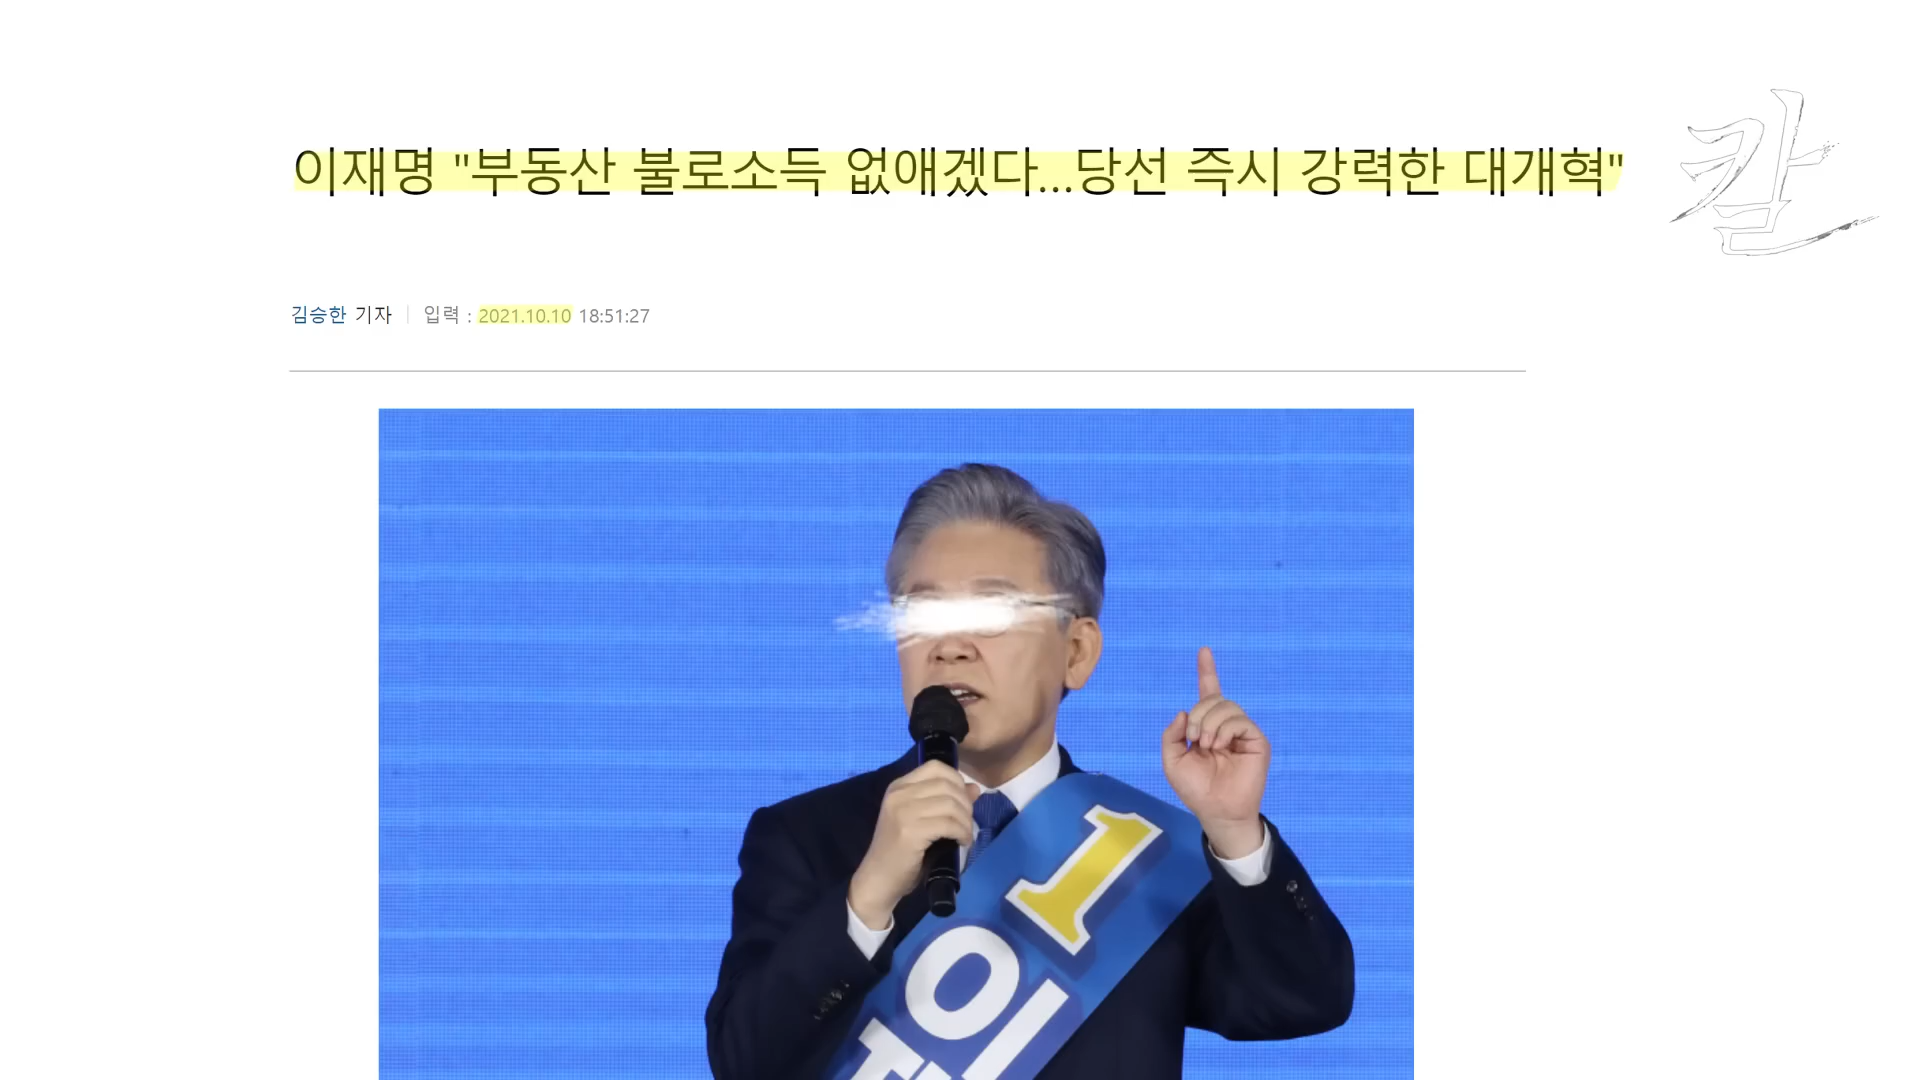 이재명 "부동산 불로소득 없애겠다...당선 즉시 강력한 대개혁"
칼
김승한 기자 | 입력 : 2021.10.10 18:51:27
1
이재